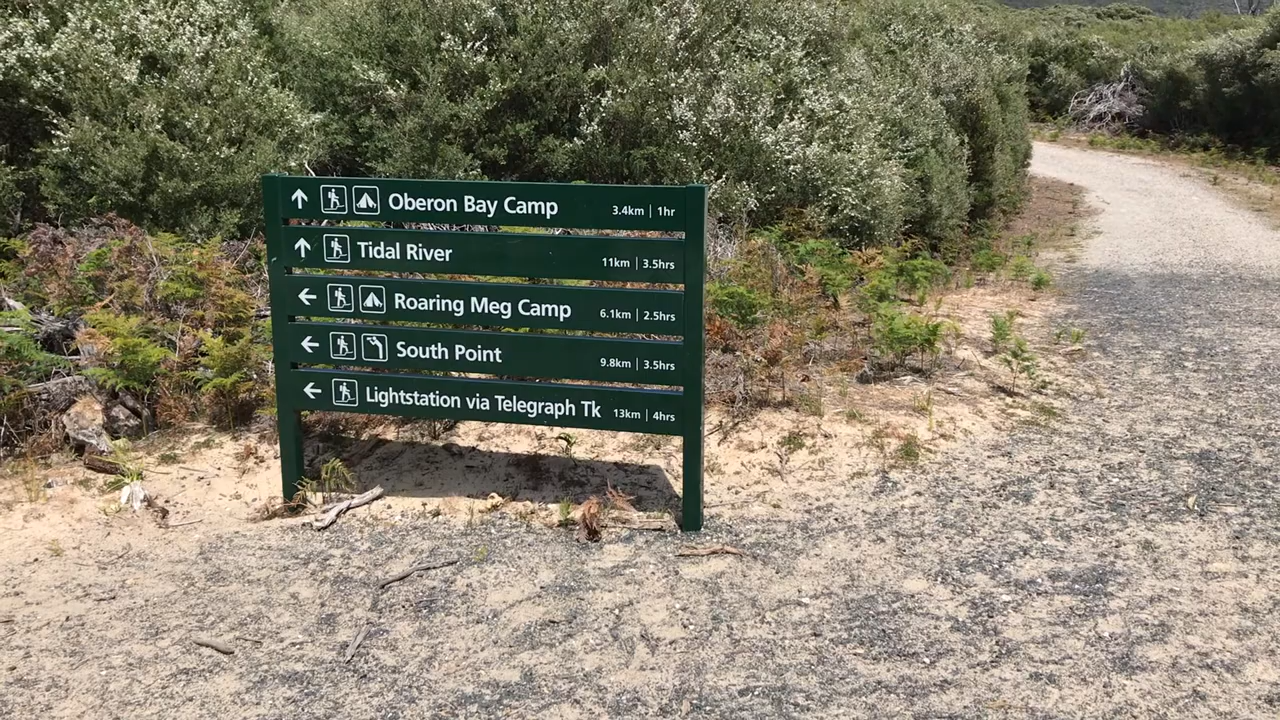 Oberon Bay Camp 3.4km | 1hr
Tidal River 11km | 3.5hrs
Roaring Meg Camp 6.1km | 2.5hrs
South Point 9.8km | 3.5hrs
Lightstation via Telegraph Tk 13km | 4hrs